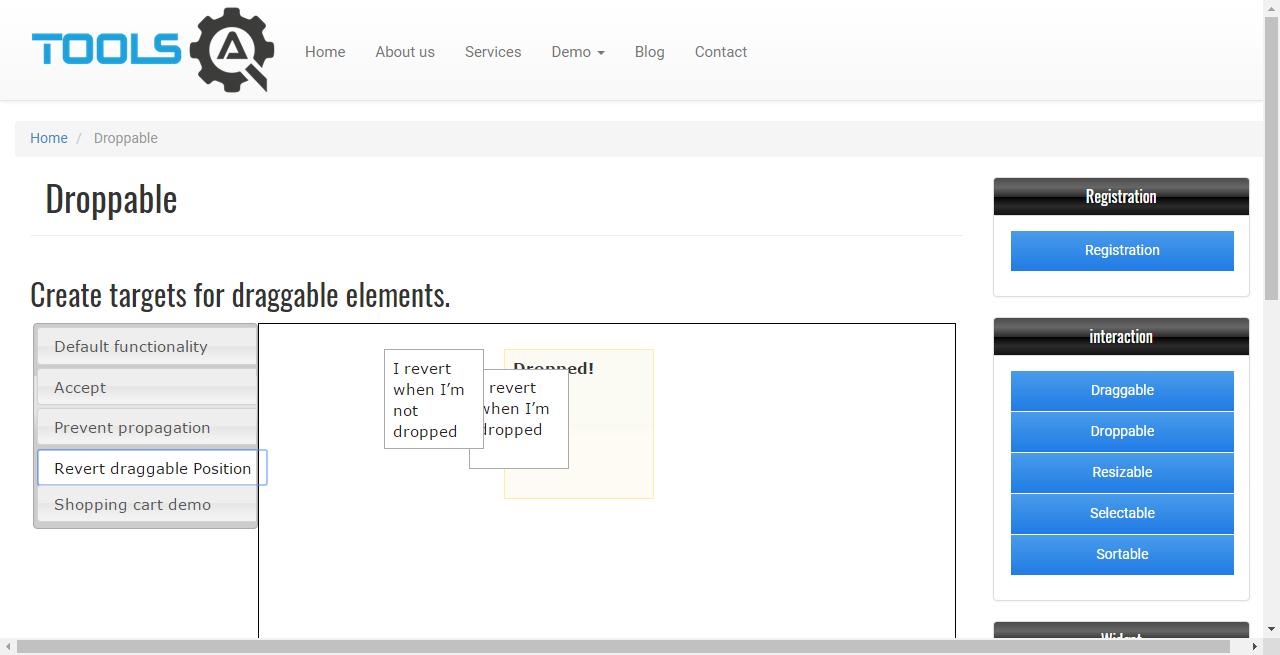 TOOLS QA
Home
About us
Services
Demo
Blog
Contact
Home / Droppable
Droppable
Create targets for draggable elements.
Default functionality
Accept
Prevent propagation
Revert draggable Position
Shopping cart demo
I revert
when I’m
not
dropped
Dropped!
revert
when I’m
dropped
Registration
Registration
interaction
Draggable
Droppable
Resizable
Selectable
Sortable
Widget